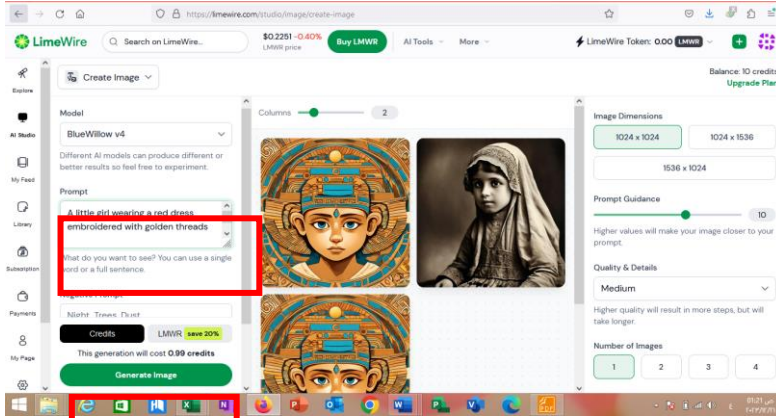 https://limewire.com/studio/image/create-image
LimeWire
Search on LimeWire...
$0.2251 -0.40%
LMWR price
Buy LMWR
AI Tools
More
LimeWire Token: 0.00 LMWR
Explore
AI Studio
My Feed
Library
Subscription
Payments
My Page
Create Image
Balance: 10 credits
Upgrade Plan
Model
BlueWillow v4
Different AI models can produce different or
better results so feel free to experiment.
Prompt
A little girl wearing a red dress
embroidered with golden threads
What do you want to see? You can use a single
word or a full sentence.
Negative Prompt
Night, Trees, Dust
Credits
LMWR save 20%
This generation will cost 0.99 credits
Generate Image
Columns
2
Image Dimensions
1024 x 1024
1024 x 1536
1536 x 1024
Prompt Guidance
10
Higher values will make your image closer to your
prompt.
Quality & Details
Medium
Higher quality will result in more steps, but will
take longer.
Number of Images
1
2
3
4